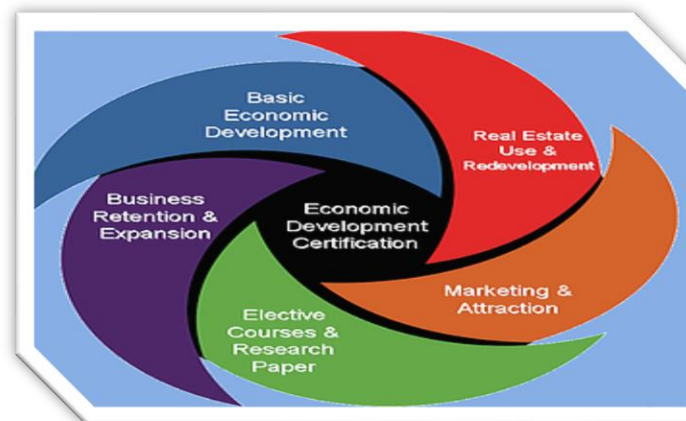 Basic
Economic
Development
Real Estate
Use &
Redevelopment
Business
Retention &
Expansion
Economic
Development
Certification
Marketing &
Attraction
Elective
Courses &
Research
Paper